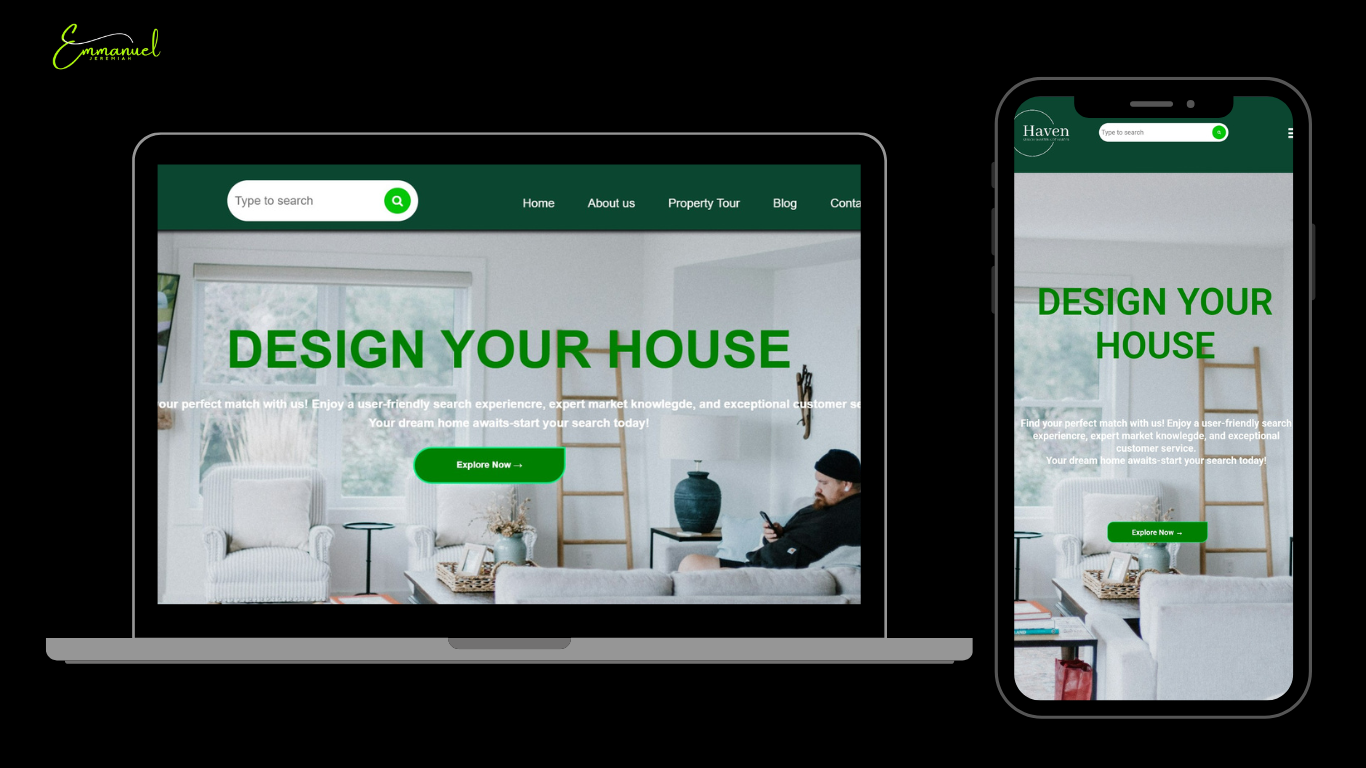 Emmanuel
JEREMIAH
Type to search
Home About us Property Tour Blog Conta
DESIGN YOUR HOUSE
our perfect match with us! Enjoy a user-friendly search experiencre, expert market knowlegde, and exceptional customer se
Your dream home awaits-start your search today!
Explore Now →
Haven
Type to search
DESIGN YOUR
HOUSE
Find your perfect match with us! Enjoy a user-friendly search
experiencre, expert market knowlegde, and exceptional
customer service.
Your dream home awaits-start your search today!
Explore Now →